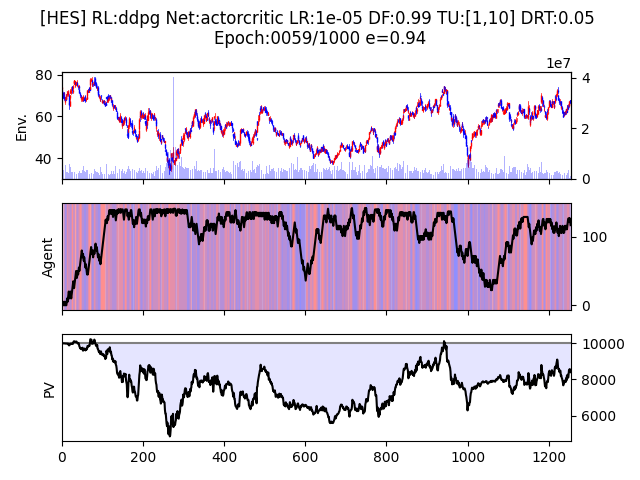 [HES] RL:ddpg Net:actorcritic LR:1e-05 DF:0.99 TU:[1,10] DRT:0.05
Epoch:0059/1000 e=0.94
1e7
80
60
40
Env.
4
2
0
Agent
100
0
PV
10000
8000
6000
0 200 400 600 800 1000 1200